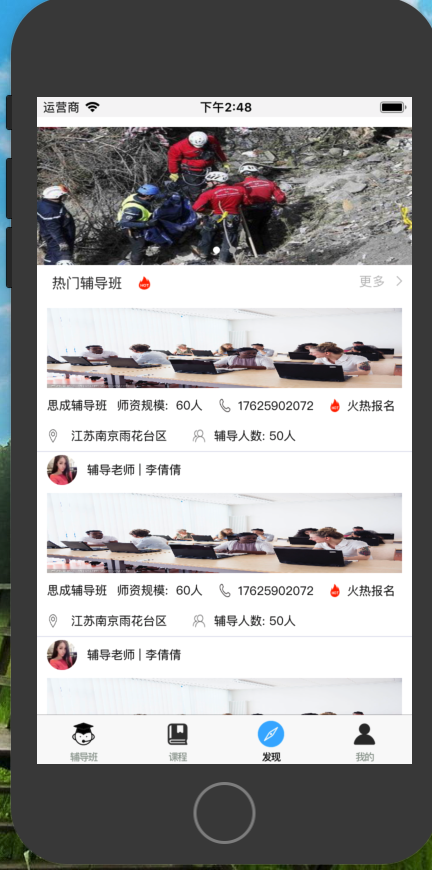 运营商 下午2:48
热门辅导班 HOT 更多
思成辅导班 师资规模: 60人 17625902072 火热报名
江苏南京雨花台区 辅导人数: 50人
辅导老师 | 李倩倩
思成辅导班 师资规模: 60人 17625902072 火热报名
江苏南京雨花台区 辅导人数: 50人
辅导老师 | 李倩倩
辅导班 课程 发现 我的